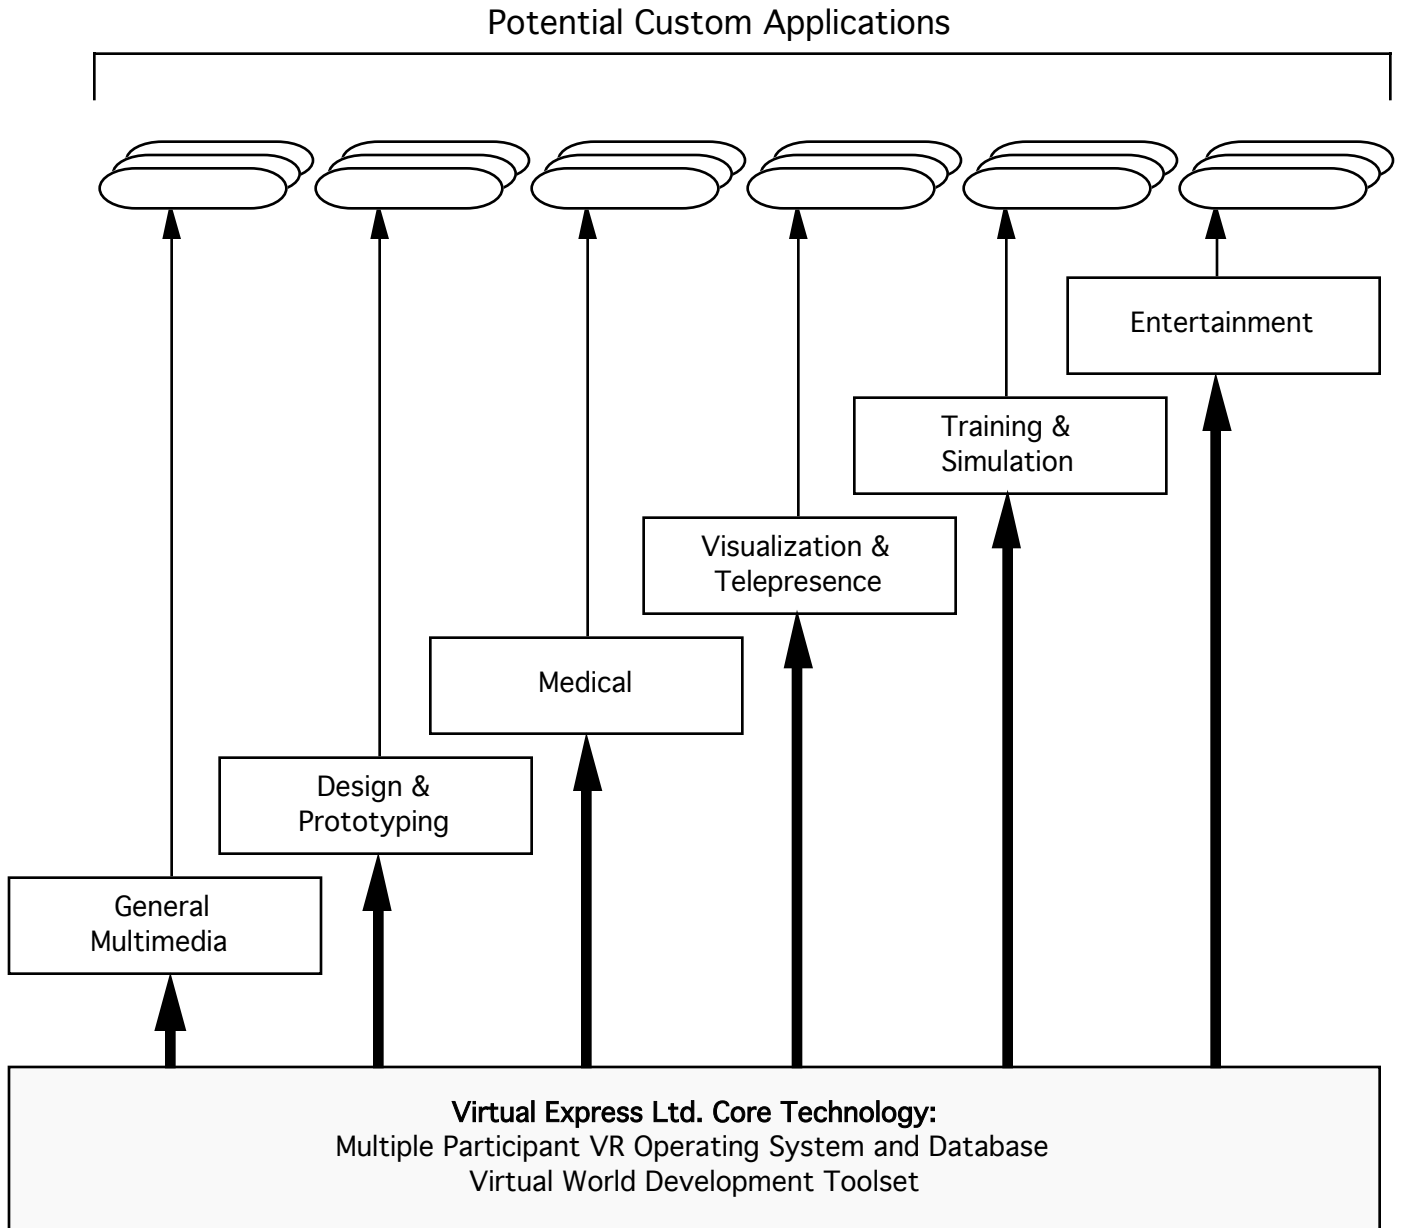 Potential Custom Applications
Entertainment
Training &
Simulation
Visualization &
Telepresence
Medical
Design &
Prototyping
General
Multimedia
Virtual Express Ltd. Core Technology:
Multiple Participant VR Operating System and Database
Virtual World Development Toolset